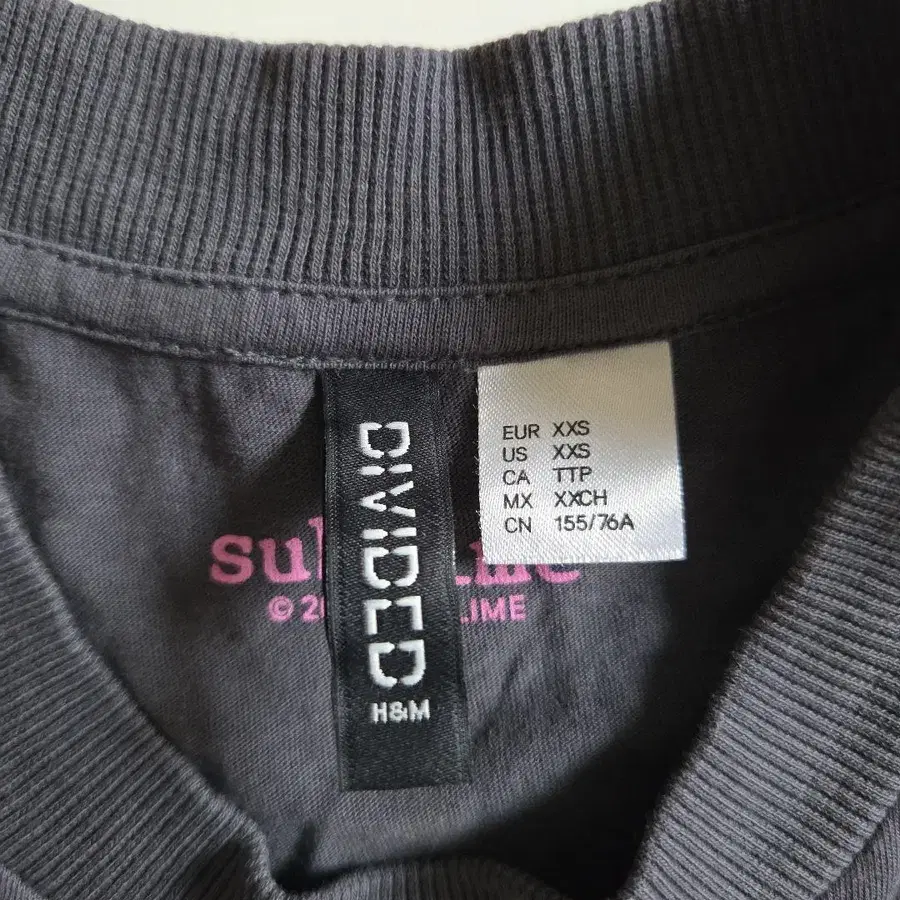 DIVIDED
H&M
EUR XXS
US XXS
CA TTP
MX XXCH
CN 155/76A